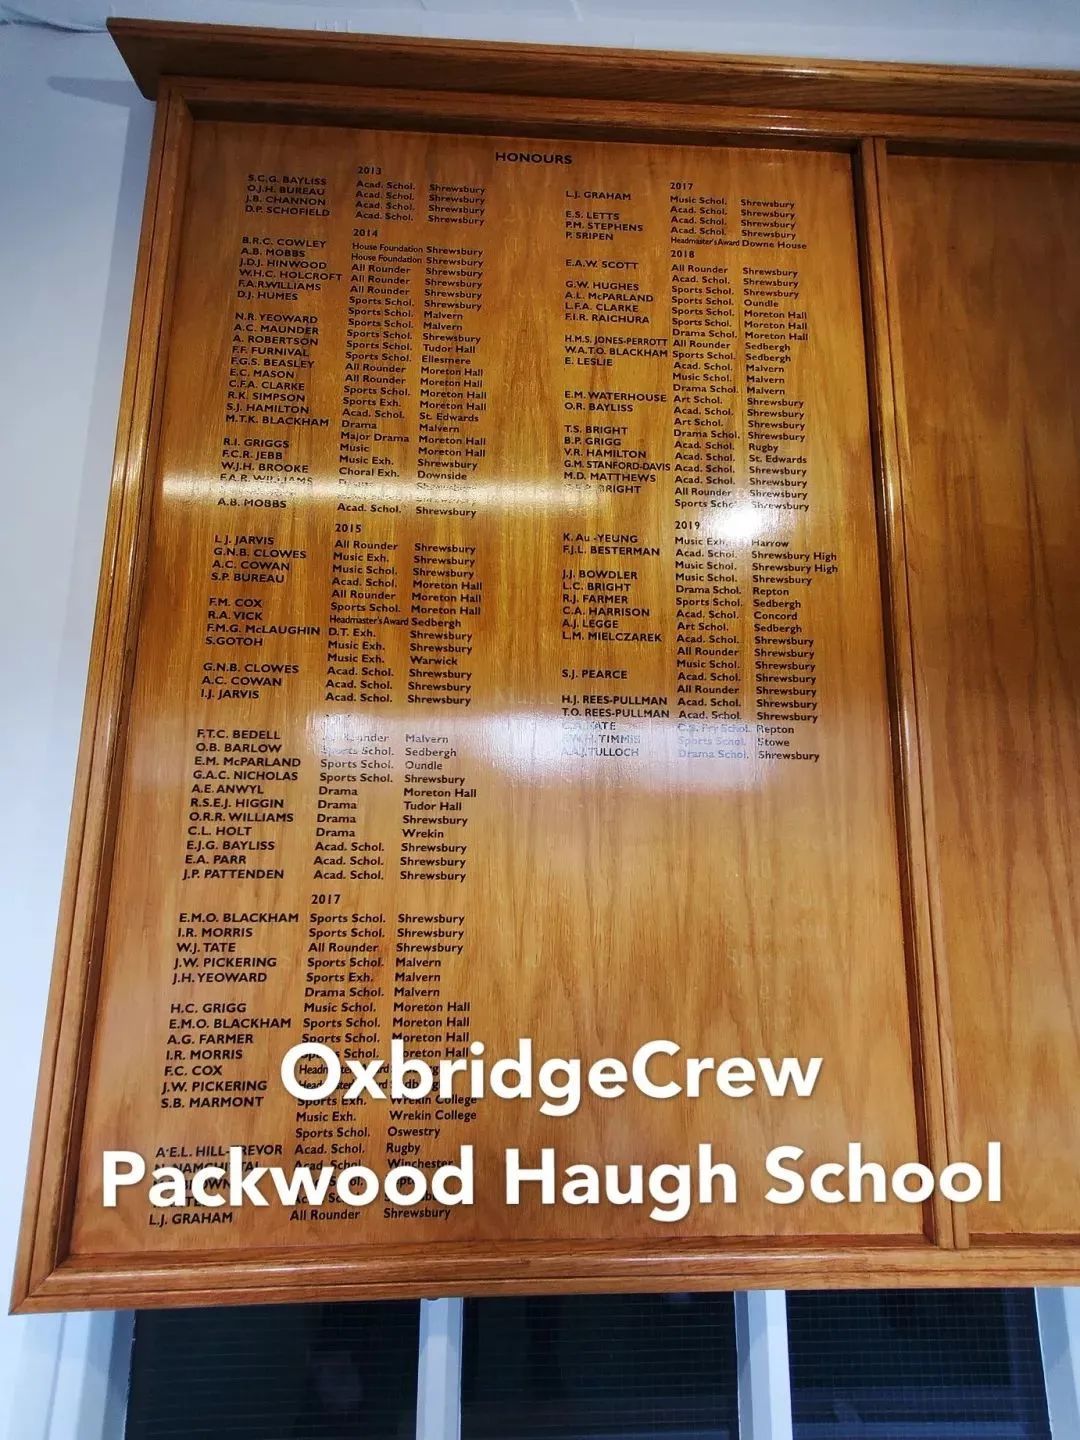 HONOURS
2013
S.C.G. BAYLISS Acad. Schol. Shrewsbury
O.J.H. BUREAU Acad. Schol. Shrewsbury
J.B. CHANNON Acad. Schol. Shrewsbury
D.P. SCHOFIELD Acad. Schol. Shrewsbury
2014
B.R.C. COWLEY House Foundation Shrewsbury
A.B. MOBBS House Foundation Shrewsbury
J.D.J. HINWOOD All Rounder Shrewsbury
W.H.C. HOLCROFT All Rounder Shrewsbury
F.A.R.WILLIAMS All Rounder Shrewsbury
D.J. HUMES Sports Schol. Shrewsbury
Sports Schol. Malvern
N.R. YEOWARD Sports Schol. Malvern
A.C. MAUNDER Sports Schol. Shrewsbury
A. ROBERTSON Sports Schol. Tudor Hall
F.F. FURNIVAL Sports Schol. Ellesmere
F.G.S. BEASLEY All Rounder Moreton Hall
E.C. MASON All Rounder Moreton Hall
C.F.A. CLARKE Sports Schol. Moreton Hall
R.K. SIMPSON Sports Exh. Moreton Hall
S.J. HAMILTON Acad. Schol. St. Edwards
M.T.K. BLACKHAM Drama Malvern
Major Drama Moreton Hall
R.I. GRIGGS Music Moreton Hall
F.C.R. JEBB Music Exh. Shrewsbury
W.J.H. BROOKE Choral Exh. Downside
F.A.R. WILLIAMS
A.B. MOBBS Acad. Schol. Shrewsbury
2015
I.J. JARVIS All Rounder Shrewsbury
G.N.B. CLOWES Music Exh. Shrewsbury
A.C. COWAN Music Schol. Shrewsbury
S.P. BUREAU Acad. Schol. Moreton Hall
All Rounder Moreton Hall
F.M. COX Sports Schol. Moreton Hall
R.A. VICK Headmaster's Award Sedbergh
F.M.G. McLAUGHIN D.T. Exh. Shrewsbury
S.GOTOH Music Exh. Shrewsbury
Music Exh. Warwick
G.N.B. CLOWES Acad. Schol. Shrewsbury
A.C. COWAN Acad. Schol. Shrewsbury
I.J. JARVIS Acad. Schol. Shrewsbury
F.T.C. BEDELL Malvern
O.B. BARLOW Sports Schol. Sedbergh
E.M. McPARLAND Sports Schol. Oundle
G.A.C. NICHOLAS Sports Schol. Shrewsbury
A.E. ANWYL Drama Moreton Hall
R.S.E.J. HIGGIN Drama Tudor Hall
O.R.R. WILLIAMS Drama Shrewsbury
C.L. HOLT Drama Wrekin
E.J.G. BAYLISS Acad. Schol. Shrewsbury
E.A. PARR Acad. Schol. Shrewsbury
J.P. PATTENDEN Acad. Schol. Shrewsbury
2017
E.M.O. BLACKHAM Sports Schol. Shrewsbury
I.R. MORRIS Sports Schol. Shrewsbury
W.J. TATE All Rounder Shrewsbury
J.W. PICKERING Sports Schol. Malvern
J.H. YEOWARD Sports Exh. Malvern
Drama Schol. Malvern
H.C. GRIGG Music Schol. Moreton Hall
E.M.O. BLACKHAM Sports Schol. Moreton Hall
A.G. FARMER Sports Schol. Moreton Hall
I.R. MORRIS
F.C. COX
J.W. PICKERING
S.B. MARMONT Sports Exh. Wrekin College
Music Exh. Wrekin College
Sports Schol. Oswestry
A.E.L. HILL-TREVOR Acad. Schol. Rugby
Winchester
L.J. GRAHAM All Rounder Shrewsbury
2017
L.J. GRAHAM Music Schol. Shrewsbury
Acad. Schol. Shrewsbury
E.S. LETTS Acad. Schol. Shrewsbury
P.M. STEPHENS Acad. Schol. Shrewsbury
P. SRIPEN Headmaster's Award Downe House
2018
E.A.W. SCOTT All Rounder Shrewsbury
Acad. Schol. Shrewsbury
G.W. HUGHES Sports Schol. Shrewsbury
A.L. McPARLAND Sports Schol. Oundle
L.F.A. CLARKE Sports Schol. Moreton Hall
F.I.R. RAICHURA Sports Schol. Moreton Hall
Drama Schol. Moreton Hall
H.M.S. JONES-PERROTT All Rounder Sedbergh
W.A.T.O. BLACKHAM Sports Schol. Sedbergh
E. LESLIE Acad. Schol. Malvern
Music Schol. Malvern
Drama Schol. Malvern
E.M. WATERHOUSE Art Schol. Shrewsbury
O.R. BAYLISS Acad. Schol. Shrewsbury
Art Schol. Shrewsbury
T.S. BRIGHT Drama Schol. Shrewsbury
B.P. GRIGG Acad. Schol. Rugby
V.R. HAMILTON Acad. Schol. St. Edwards
G.M. STANFORD-DAVIS Acad. Schol. Shrewsbury
M.D. MATTHEWS Acad. Schol. Shrewsbury
BRIGHT All Rounder Shrewsbury
Sports Schol. Shrewsbury
2019
K. Au -YEUNG Music Exh. Harrow
F.J.L. BESTERMAN Acad. Schol. Shrewsbury High
Music Schol. Shrewsbury High
J.J. BOWDLER Music Schol. Shrewsbury
L.C. BRIGHT Drama Schol. Repton
R.J. FARMER Sports Schol. Sedbergh
C.A. HARRISON Acad. Schol. Concord
A.J. LEGGE Art Schol. Sedbergh
L.M. MIELCZAREK Acad. Schol. Shrewsbury
All Rounder Shrewsbury
Music Schol. Shrewsbury
S.J. PEARCE Acad. Schol. Shrewsbury
All Rounder Shrewsbury
H.J. REES-PULLMAN Acad. Schol. Shrewsbury
T.O. REES-PULLMAN Acad. Schol. Shrewsbury
TATE C.B. Fry Schol. Repton
TIMMIS Sports Schol. Stowe
A.A.J. TULLOCH Drama Schol. Shrewsbury
OxbridgeCrew
Packwood Haugh School